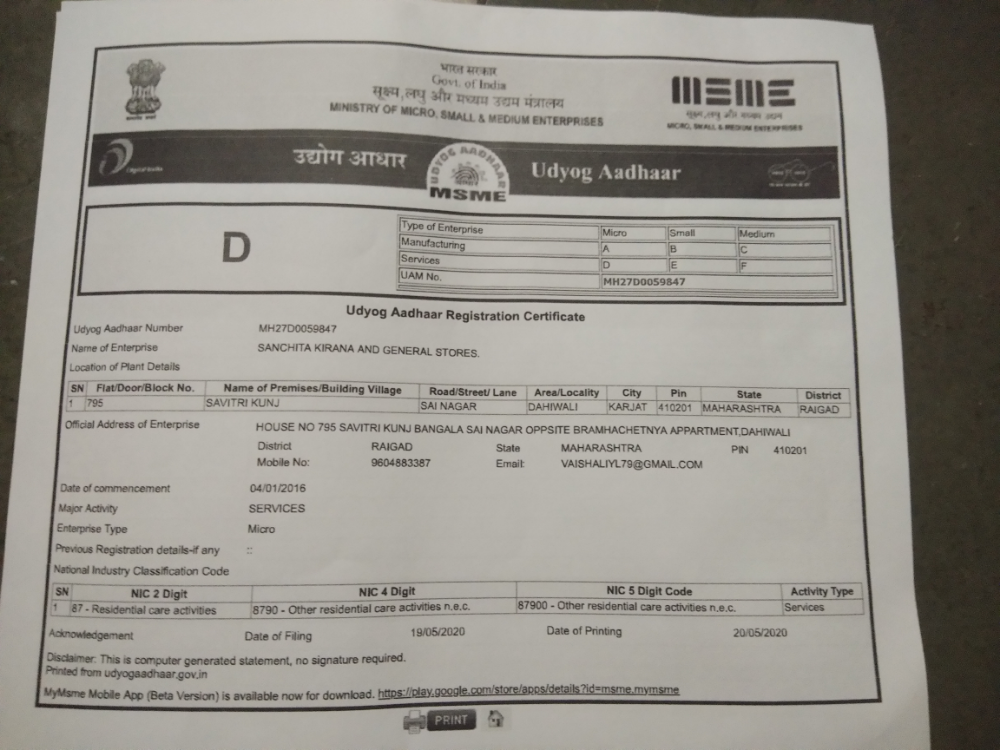 भारत सरकार
Govt. of India
सूक्ष्म,लघु और मध्यम उद्यम मंत्रालय
MINISTRY OF MICRO, SMALL & MEDIUM ENTERPRISES
MSME
सूक्ष्म,लघु और मध्यम उद्यम
MICRO, SMALL & MEDIUM ENTERPRISES
Digital India
उद्योग आधार
UDYOG AADHAAR
MSME
Udyog Aadhaar
D
Type of Enterprise Micro Small Medium
Manufacturing A B C
Services D E F
UAM No. MH27D0059847
Udyog Aadhaar Registration Certificate
Udyog Aadhaar Number MH27D0059847
Name of Enterprise SANCHITA KIRANA AND GENERAL STORES.
Location of Plant Details
SN Flat/Door/Block No. Name of Premises/Building Village Road/Street/ Lane Area/Locality City Pin State District
1 795 SAVITRI KUNJ SAI NAGAR DAHIWALI KARJAT 410201 MAHARASHTRA RAIGAD
Official Address of Enterprise HOUSE NO 795 SAVITRI KUNJ BANGALA SAI NAGAR OPPSITE BRAMHACHETNYA APPARTMENT,DAHIWALI
District RAIGAD State MAHARASHTRA PIN 410201
Mobile No: 9604883387 Email: VAISHALIYL79@GMAIL.COM
Date of commencement 04/01/2016
Major Activity SERVICES
Enterprise Type Micro
Previous Registration details-if any ::
National Industry Classification Code
SN NIC 2 Digit NIC 4 Digit NIC 5 Digit Code Activity Type
1 87 - Residential care activities 8790 - Other residential care activities n.e.c. 87900 - Other residential care activities n.e.c. Services
Acknowledgement Date of Filing 19/05/2020 Date of Printing 20/05/2020
Disclaimer: This is computer generated statement, no signature required.
Printed from udyogaadhaar.gov.in
MyMsme Mobile App (Beta Version) is available now for download. https://play.google.com/store/apps/details?id=msme.mymsme
PRINT